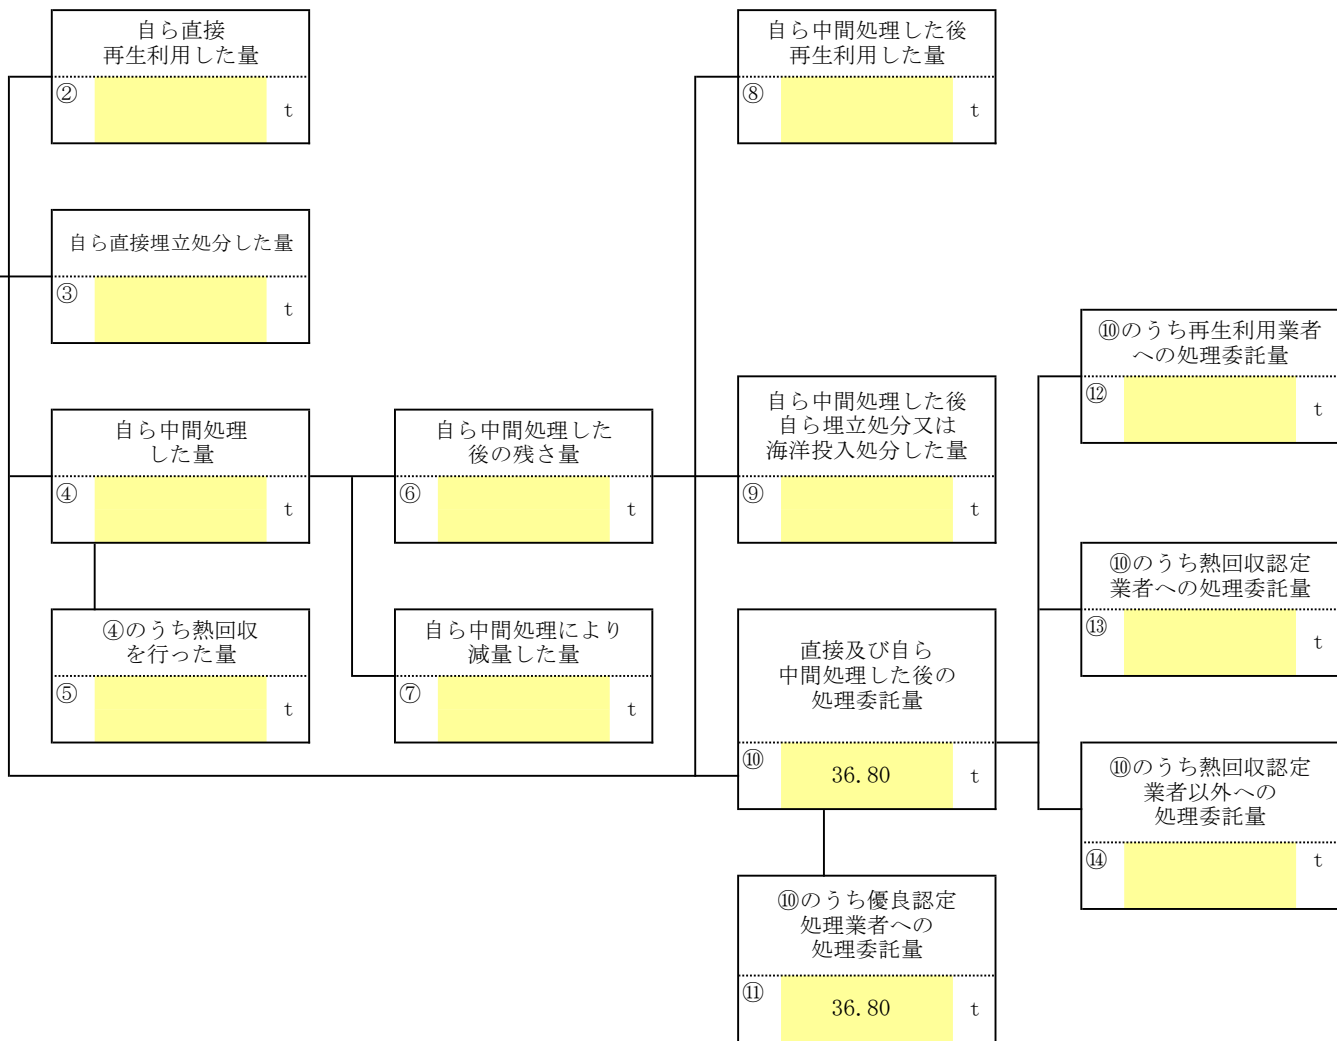 自ら直接
再生利用した量
②
t
自ら中間処理した後
再生利用した量
⑧
t
自ら直接埋立処分した量
③
t
⑩のうち再生利用業者
への処理委託量
⑫
t
自ら中間処理
した量
④
t
自ら中間処理した
後の残さ量
⑥
t
自ら中間処理した後
自ら埋立処分又は
海洋投入処分した量
⑨
t
⑩のうち熱回収認定
業者への処理委託量
⑬
t
④のうち熱回収
を行った量
⑤
t
自ら中間処理により
減量した量
⑦
t
直接及び自ら
中間処理した後の
処理委託量
⑩
36.80
t
⑩のうち熱回収認定
業者以外への
処理委託量
⑭
t
⑩のうち優良認定
処理業者への
処理委託量
⑪
36.80
t